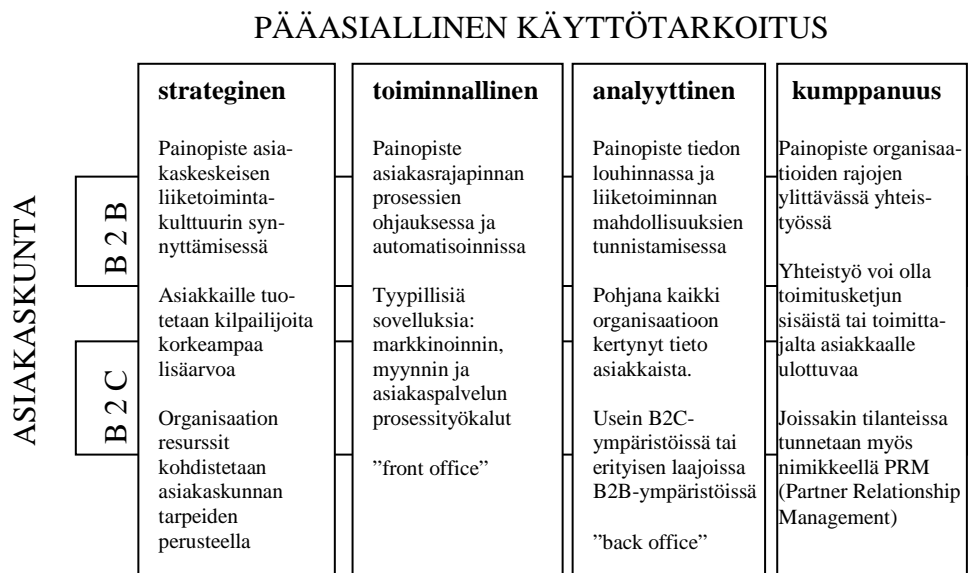 PÄÄASIALLINEN KÄYTTÖTARKOITUS
ASIAKASKUNTA
B 2 B
B 2 C
strateginen
Painopiste asia-
kaskeskeisen
liiketoiminta-
kulttuurin syn-
nyttämisessä
Asiakkaille tuo-
tetaan kilpailijoita
korkeampaa
lisäarvoa
Organisaation
resurssit
kohdistetaan
asiakaskunnan
tarpeiden
perusteella
toiminnallinen
Painopiste
asiakasrajapinnan
prosessien
ohjauksessa ja
automatisoinnissa
Tyypillisiä
sovelluksia:
markkinoinnin,
myynnin ja
asiakaspalvelun
prosessityökalut
”front office”
analyyttinen
Painopiste tiedon
louhinnassa ja
liiketoiminnan
mahdollisuuksien
tunnistamisessa
Pohjana kaikki
organisaatioon
kertynyt tieto
asiakkaista.
Usein B2C-
ympäristöissä tai
erityisen laajoissa
B2B-ympäristöissä
”back office”
kumppanuus
Painopiste organisaa-
tioiden rajojen
ylittävässä yhteis-
työssä
Yhteistyö voi olla
toimitusketjun
sisäistä tai toimitta-
jalta asiakkaalle
ulottuvaa
Joissakin tilanteissa
tunnetaan myös
nimikkeellä PRM
(Partner Relationship
Management)